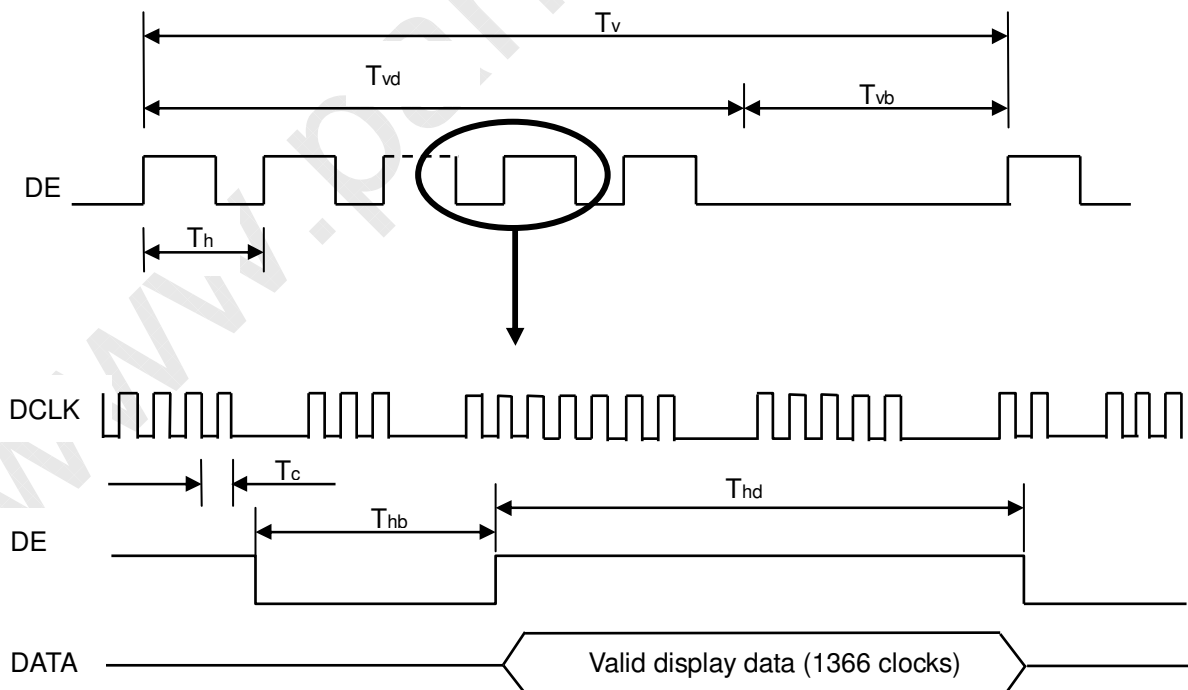 Tv
Tvd
Tvb
DE
Th
DCLK
Tc
Thd
Thb
DE
DATA
Valid display data (1366 clocks)